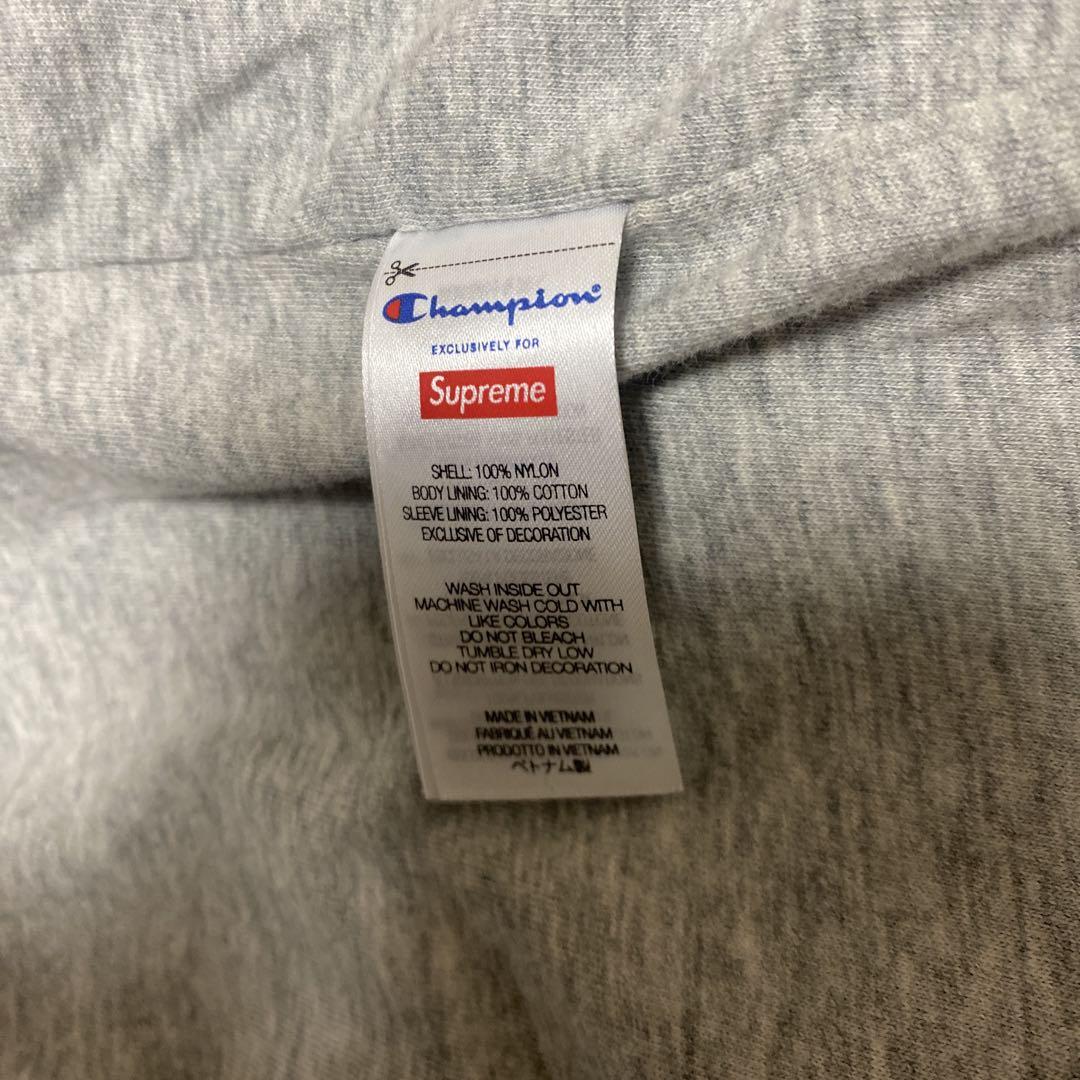 Champion®
EXCLUSIVELY FOR
Supreme
SHELL: 100% NYLON
BODY LINING: 100% COTTON
SLEEVE LINING: 100% POLYESTER
EXCLUSIVE OF DECORATION
WASH INSIDE OUT
MACHINE WASH COLD WITH
LIKE COLORS
DO NOT BLEACH
TUMBLE DRY LOW
DO NOT IRON DECORATION
MADE IN VIETNAM
FABRIQUÉ AU VIETNAM
PRODOTTO IN VIETNAM
ベトナム製